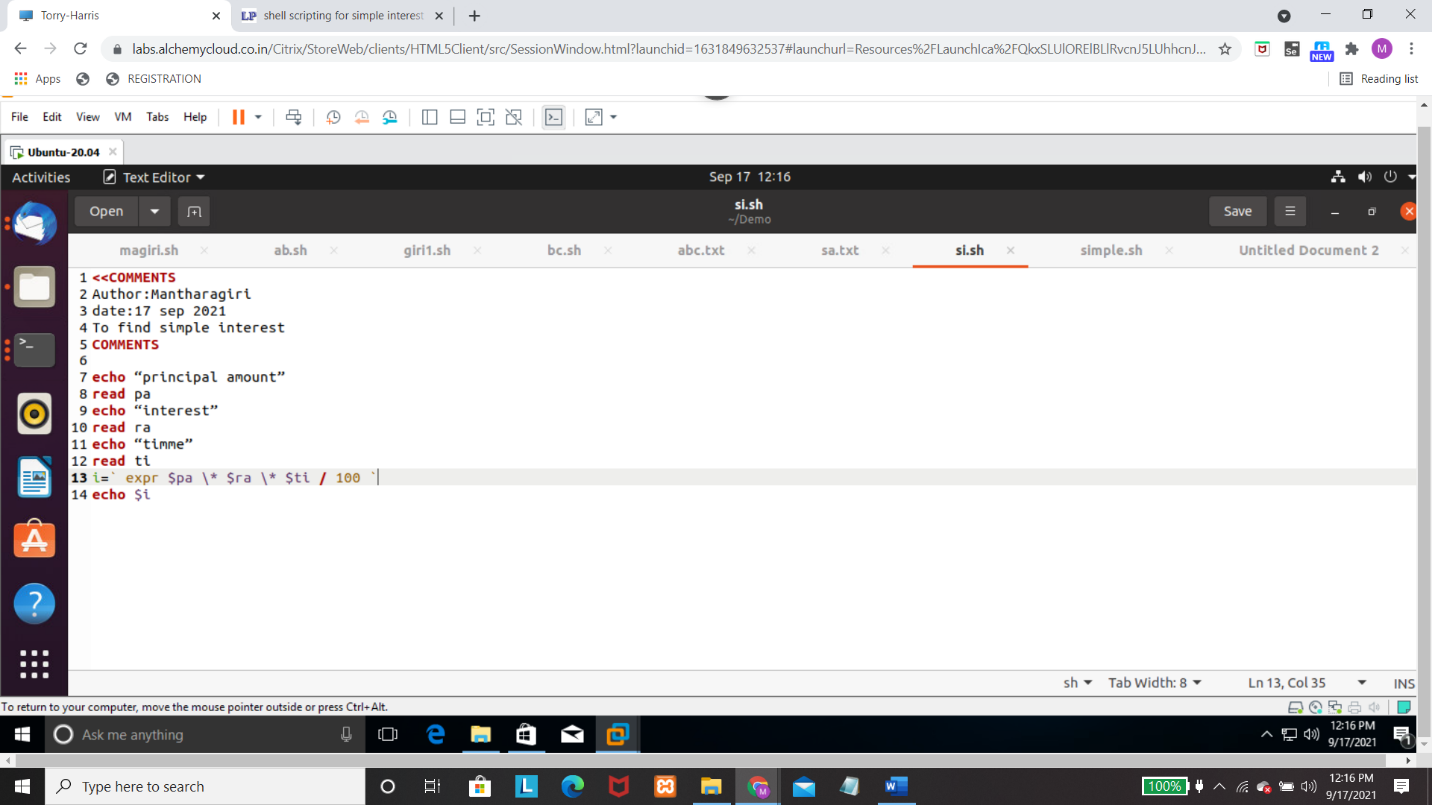 Torry-Harris
LP shell scripting for simple interest
labs.alchemycloud.co.in/Citrix/StoreWeb/clients/HTML5Client/src/SessionWindow.html?launchid=1631849632537#launchurl=Resources%2FLaunchIca%2FQkxSLUlORElBLlRvcnJ5LUhhcnJ...
Se
NEW
M
Apps
REGISTRATION
Reading list
File Edit View VM Tabs Help
Ubuntu-20.04
Activities
Text Editor
Sep 17 12:16
Open
si.sh
~/Demo
Save
magiri.sh
ab.sh
giri1.sh
bc.sh
abc.txt
sa.txt
si.sh
simple.sh
Untitled Document 2
1 <<COMMENTS
2 Author:Mantharagiri
3 date:17 sep 2021
4 To find simple interest
5 COMMENTS
6
7 echo “principal amount”
8 read pa
9 echo “interest”
10 read ra
11 echo “timme”
12 read ti
13 i=` expr $pa \* $ra \* $ti / 100 `
14 echo $i
sh
Tab Width: 8
Ln 13, Col 35
INS
To return to your computer, move the mouse pointer outside or press Ctrl+Alt.
Ask me anything
12:16 PM
9/17/2021
1
Type here to search
L
W
100%
12:16 PM
9/17/2021